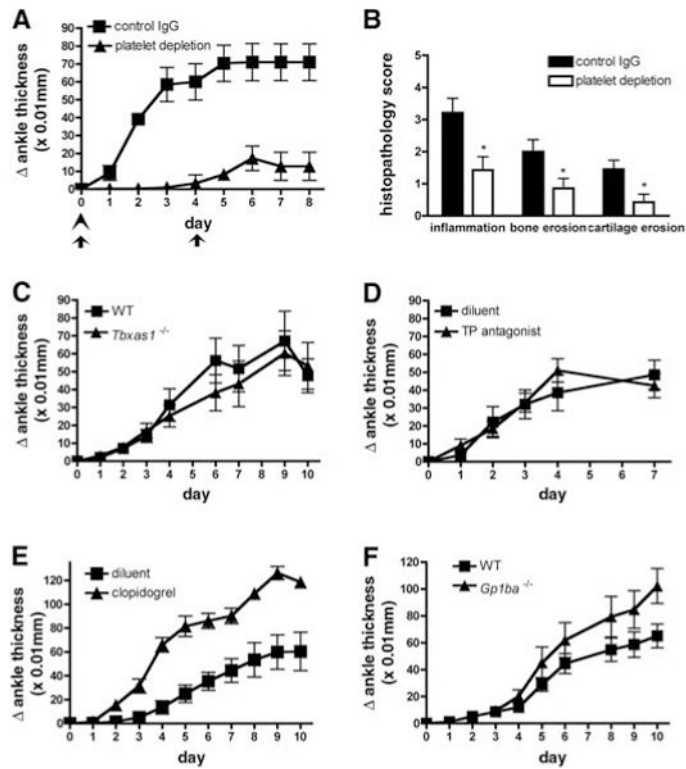 A
control IgG
platelet depletion
Δ ankle thickness
(x 0.01mm)
90
80
70
60
50
40
30
20
10
0
0 1 2 3 4 5 6 7 8
day
B
control IgG
platelet depletion
histopathology score
5
4
3
2
1
0
* * *
inflammation bone erosion cartilage erosion
C
WT
Tbxas1 -/-
Δ ankle thickness
(x 0.01mm)
90
80
70
60
50
40
30
20
10
0
0 1 2 3 4 5 6 7 8 9 10
day
D
diluent
TP antagonist
Δ ankle thickness
(x 0.01mm)
90
80
70
60
50
40
30
20
10
0
0 1 2 3 4 5 6 7
day
E
diluent
clopidogrel
Δ ankle thickness
(x 0.01mm)
120
100
80
60
40
20
0
0 1 2 3 4 5 6 7 8 9 10
day
F
WT
Gp1ba -/-
Δ ankle thickness
(x 0.01mm)
120
100
80
60
40
20
0
0 1 2 3 4 5 6 7 8 9 10
day